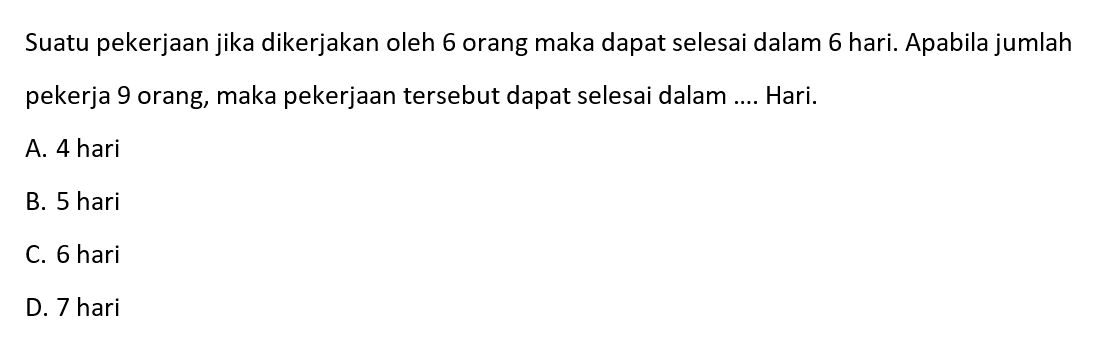 Suatu pekerjaan jika dikerjakan oleh 6 orang maka dapat selesai dalam 6 hari. Apabila jumlah
pekerja 9 orang, maka pekerjaan tersebut dapat selesai dalam .... Hari.
A. 4 hari
B. 5 hari
C. 6 hari
D. 7 hari